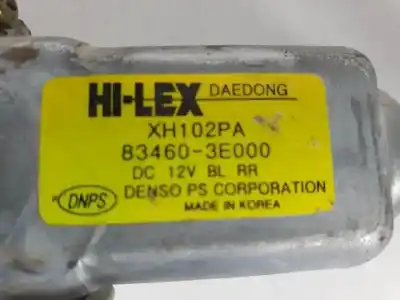 HI-LEX DAEDONG
XH102PA
83460-3E000
DC 12V BL RR
DNPS DENSO PS CORPORATION
MADE IN KOREA